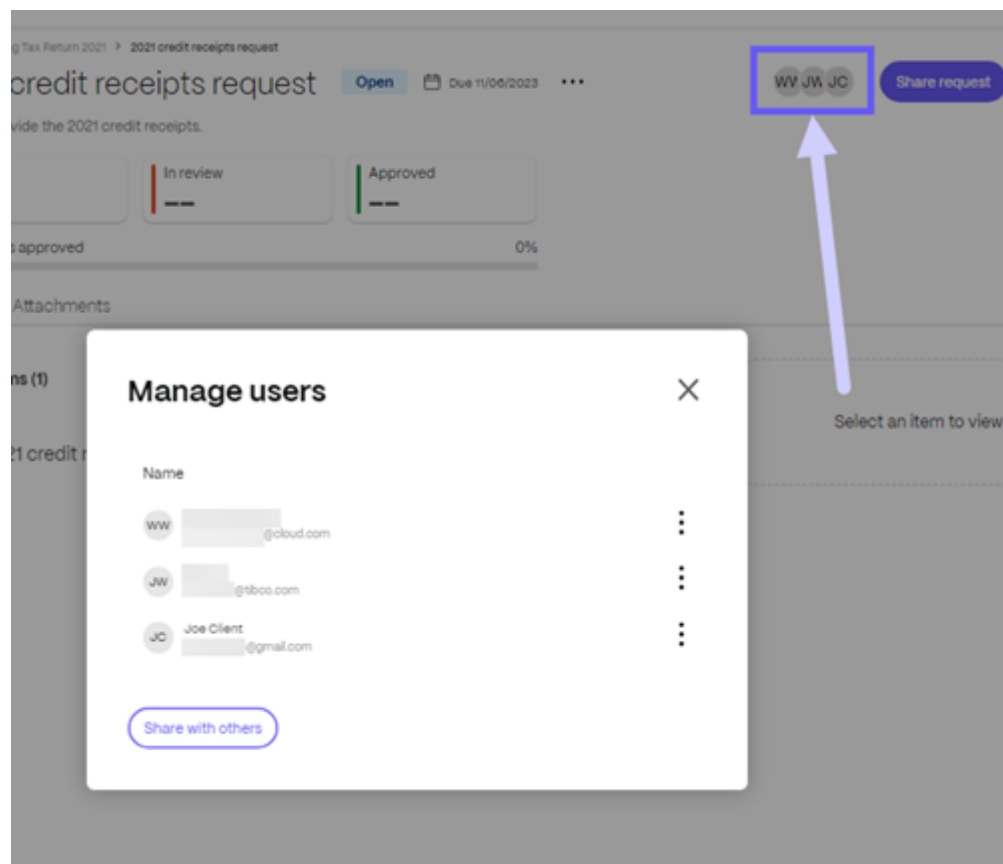 g Tax Return 2021 > 2021 credit receipts request
credit receipts request Open Due 11/06/2023 ••• WW JW JC Share request
vide the 2021 credit receipts.
In review Approved
-- --
s approved 0%
Attachments
ms (1)
Manage users
Select an item to view
21 credit r
Name
WW
@cloud.com
JW
@tibco.com
JC Joe Client
@gmail.com
Share with others